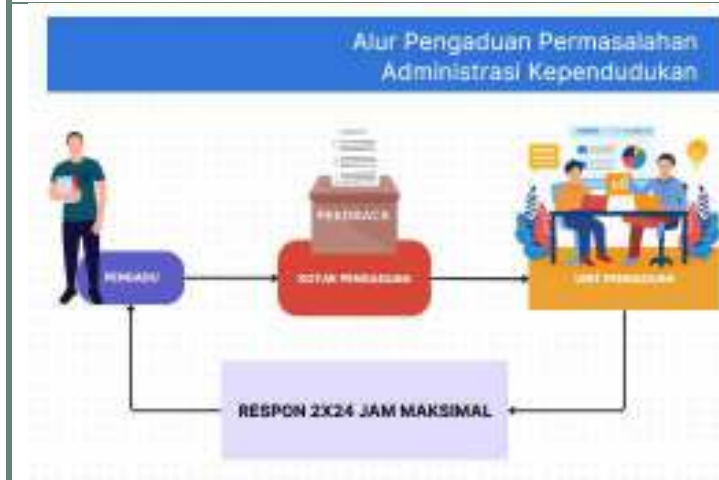 Alur Pengaduan Permasalahan
Administrasi Kependudukan
FEEDBACK
PENGADU
KOTAK PENGADUAN
UNIT PENGADUAN
RESPON 2X24 JAM MAKSIMAL